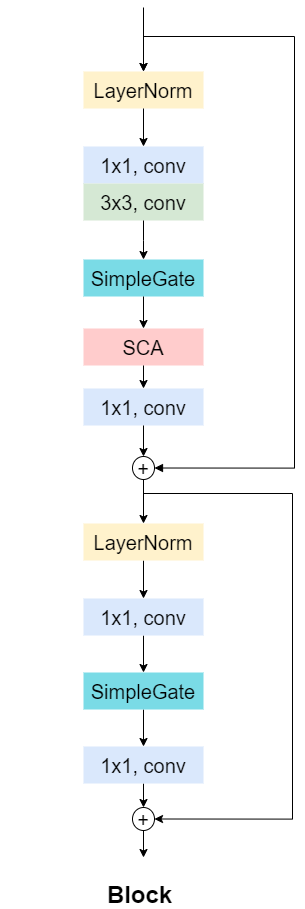 LayerNorm
1x1, conv
3x3, conv
SimpleGate
SCA
1x1, conv
+
LayerNorm
1x1, conv
SimpleGate
1x1, conv
+
Block